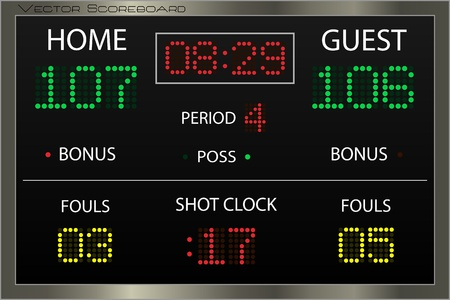 Vector Scoreboard
HOME 08:29 GUEST
107 106
PERIOD 4
BONUS POSS BONUS
FOULS SHOT CLOCK FOULS
03 :17 05